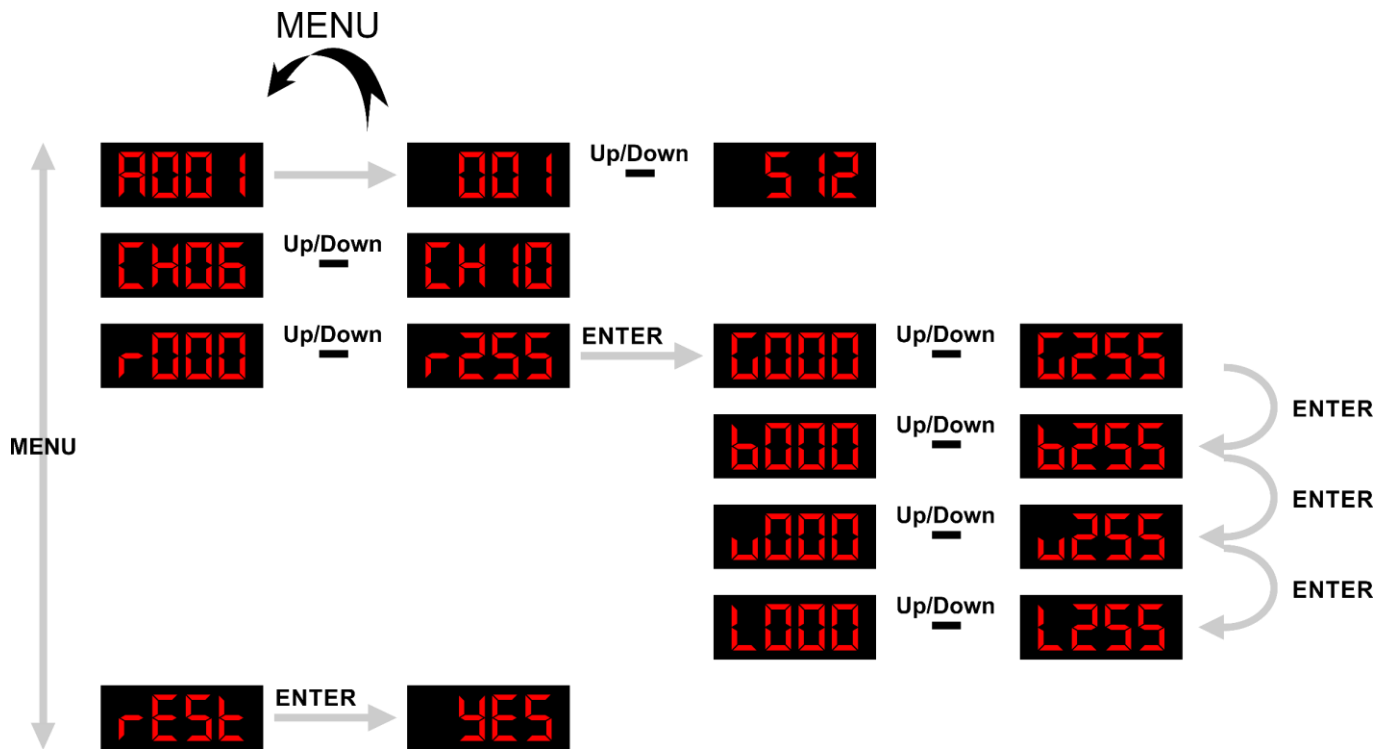 MENU
A001 001 Up/Down 512
CH06 Up/Down CH10
r000 Up/Down r255 ENTER G000 Up/Down G255
ENTER
MENU
b000 Up/Down b255
ENTER
u000 Up/Down u255
ENTER
L000 Up/Down L255
rESt ENTER YES